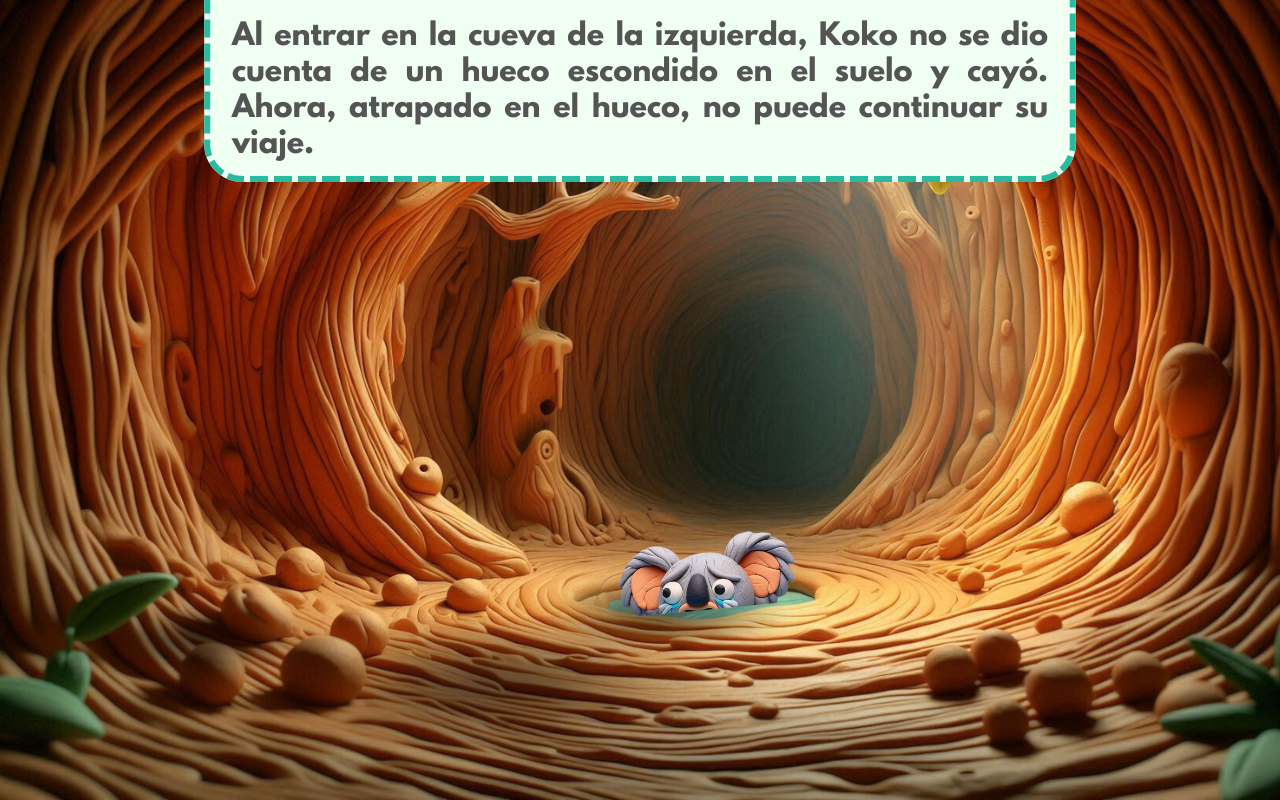 Al entrar en la cueva de la izquierda, Koko no se dio
cuenta de un hueco escondido en el suelo y cayó.
Ahora, atrapado en el hueco, no puede continuar su
viaje.